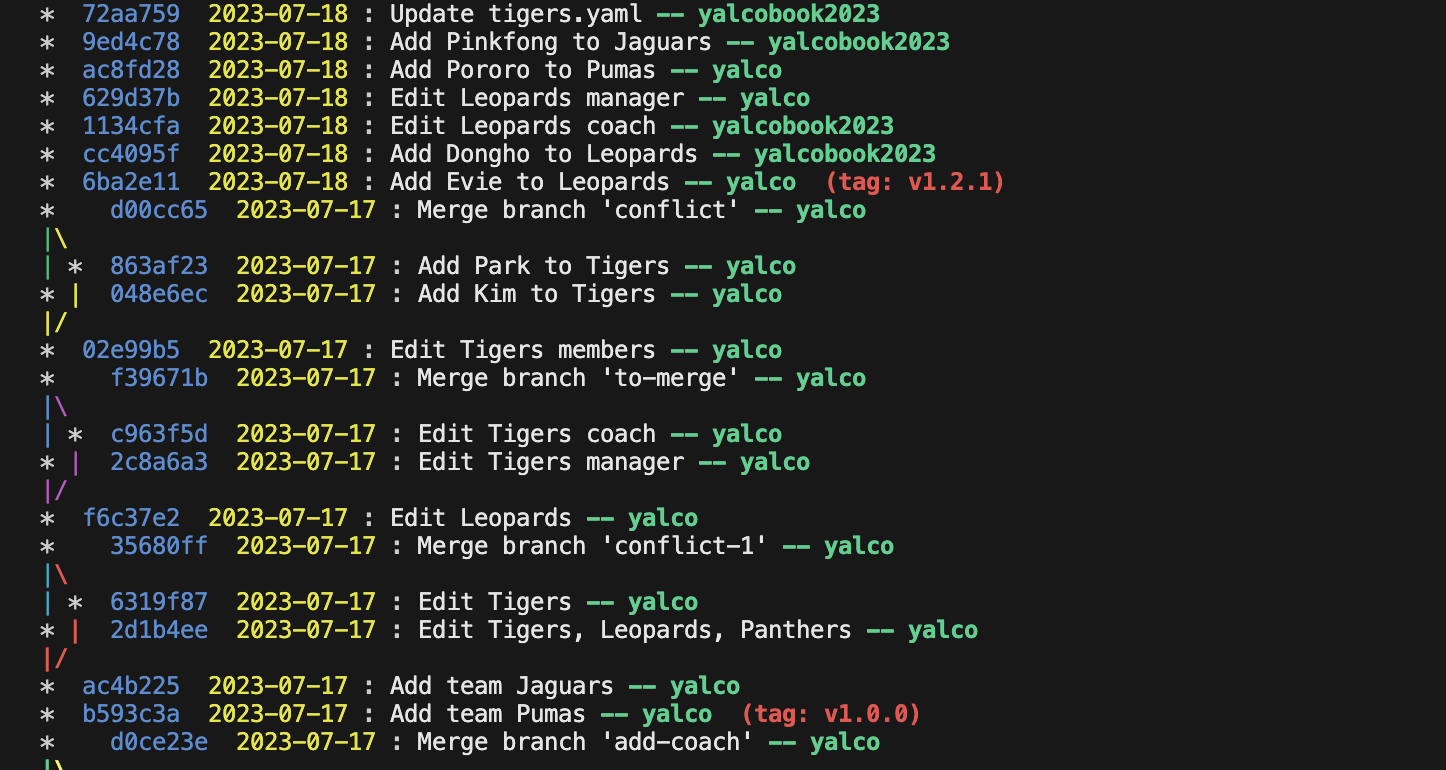 * 72aa759 2023-07-18 : Update tigers.yaml -- yalcobook2023
* 9ed4c78 2023-07-18 : Add Pinkfong to Jaguars -- yalcobook2023
* ac8fd28 2023-07-18 : Add Pororo to Pumas -- yalco
* 629d37b 2023-07-18 : Edit Leopards manager -- yalco
* 1134cfa 2023-07-18 : Edit Leopards coach -- yalcobook2023
* cc4095f 2023-07-18 : Add Dongho to Leopards -- yalcobook2023
* 6ba2e11 2023-07-18 : Add Evie to Leopards -- yalco (tag: v1.2.1)
*   d00cc65 2023-07-17 : Merge branch 'conflict' -- yalco
|\
| * 863af23 2023-07-17 : Add Park to Tigers -- yalco
* | 048e6ec 2023-07-17 : Add Kim to Tigers -- yalco
|/
* 02e99b5 2023-07-17 : Edit Tigers members -- yalco
*   f39671b 2023-07-17 : Merge branch 'to-merge' -- yalco
|\
| * c963f5d 2023-07-17 : Edit Tigers coach -- yalco
* | 2c8a6a3 2023-07-17 : Edit Tigers manager -- yalco
|/
* f6c37e2 2023-07-17 : Edit Leopards -- yalco
*   35680ff 2023-07-17 : Merge branch 'conflict-1' -- yalco
|\
| * 6319f87 2023-07-17 : Edit Tigers -- yalco
* | 2d1b4ee 2023-07-17 : Edit Tigers, Leopards, Panthers -- yalco
|/
* ac4b225 2023-07-17 : Add team Jaguars -- yalco
* b593c3a 2023-07-17 : Add team Pumas -- yalco (tag: v1.0.0)
*   d0ce23e 2023-07-17 : Merge branch 'add-coach' -- yalco
|\